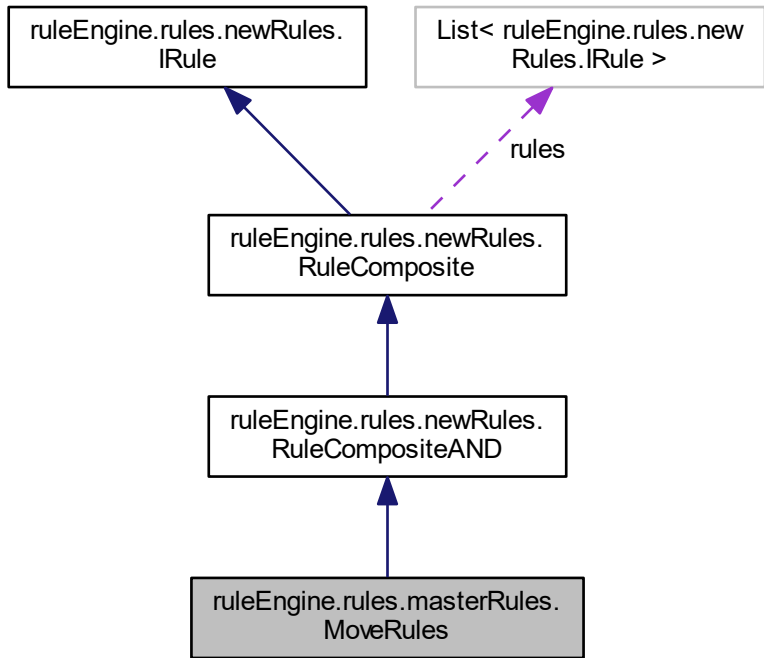 ruleEngine.rules.newRules.
IRule
List< ruleEngine.rules.new
Rules.IRule >
rules
ruleEngine.rules.newRules.
RuleComposite
ruleEngine.rules.newRules.
RuleCompositeAND
ruleEngine.rules.masterRules.
MoveRules